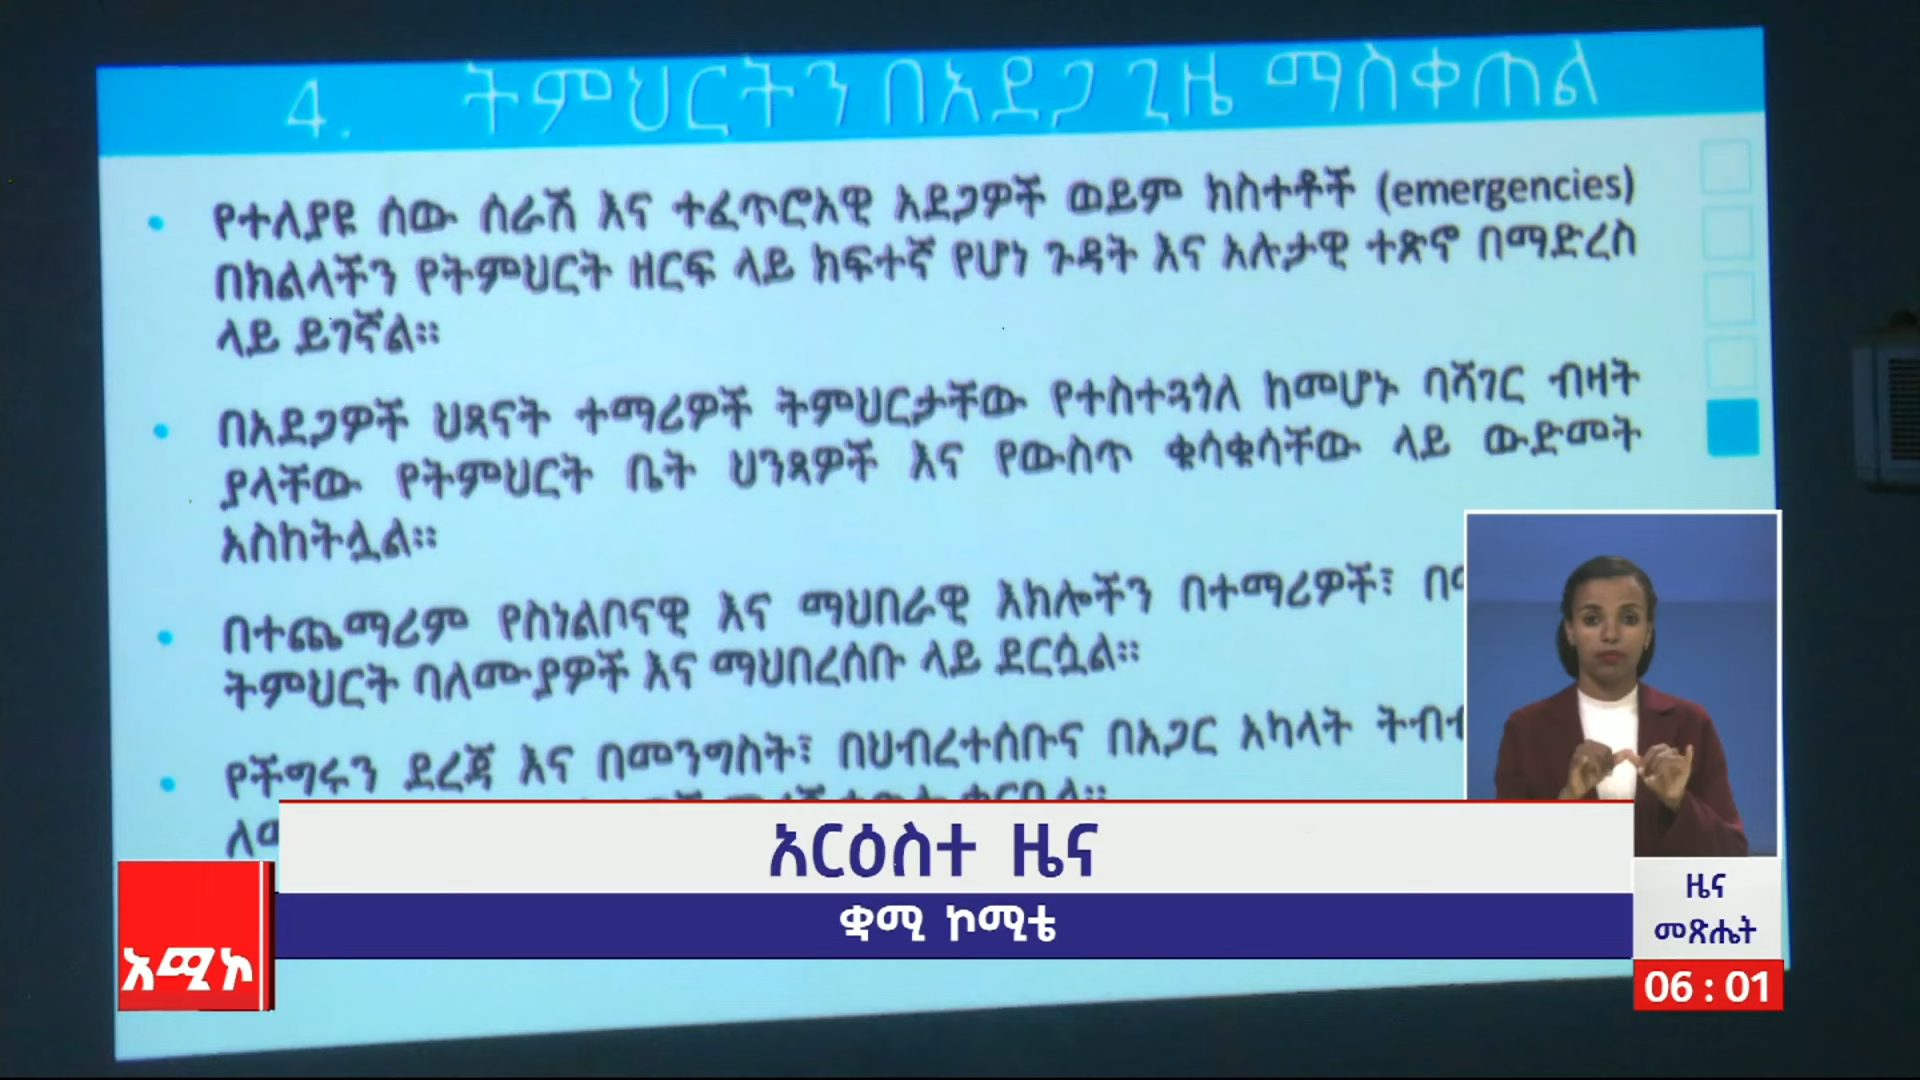 4. ትምህርትን በአደጋ ጊዜ ማስቀጠል
• የተለያዩ ሰው ሰራሽ እና ተፈጥሮአዊ አደጋዎች ወይም ክስተቶች (emergencies)
በክልላችን የትምህርት ዘርፍ ላይ ከፍተኛ የሆነ ጉዳት እና አሉታዊ ተጽኖ በማድረስ
ላይ ይገኛል፡፡
• በአደጋዎች ህጻናት ተማሪዎች ትምህርታቸው የተስተጓጎለ ከመሆኑ ባሻገር ብዛት
ያላቸው የትምህርት ቤት ህንጻዎች እና የውስጥ ቁሳቁሳቸው ላይ ውድመት
አስከትሏል፡፡
• በተጨማሪም የስነልቦናዊ እና ማህበራዊ እክሎችን በተማሪዎች፣
ትምህርት ባለሙያዎች እና ማህበረሰቡ ላይ ደርሷል፡፡
• የችግሩን ደረጃ እና በመንግስት፣ በህብረተሰቡና በአጋር አካላት
አርዕስተ ዜና
ቋሚ ኮሚቴ
አሚኮ
ዜና
መጽሔት
06 : 01